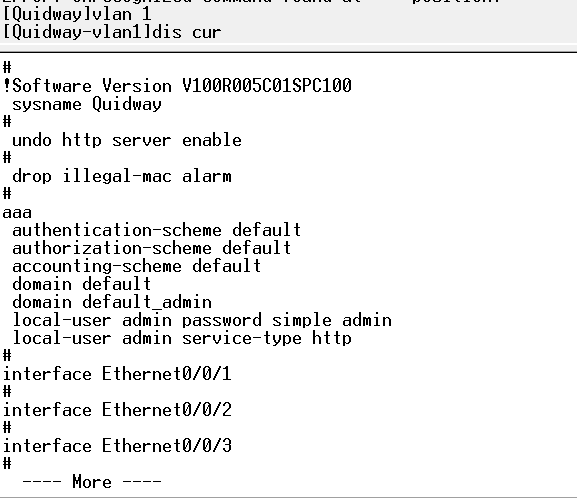 [Quidway]vlan 1
[Quidway-vlan1]dis cur
#
!Software Version V100R005C01SPC100
 sysname Quidway
#
 undo http server enable
#
 drop illegal-mac alarm
#
aaa
 authentication-scheme default
 authorization-scheme default
 accounting-scheme default
 domain default
 domain default_admin
 local-user admin password simple admin
 local-user admin service-type http
#
interface Ethernet0/0/1
#
interface Ethernet0/0/2
#
interface Ethernet0/0/3
#
  ---- More ----